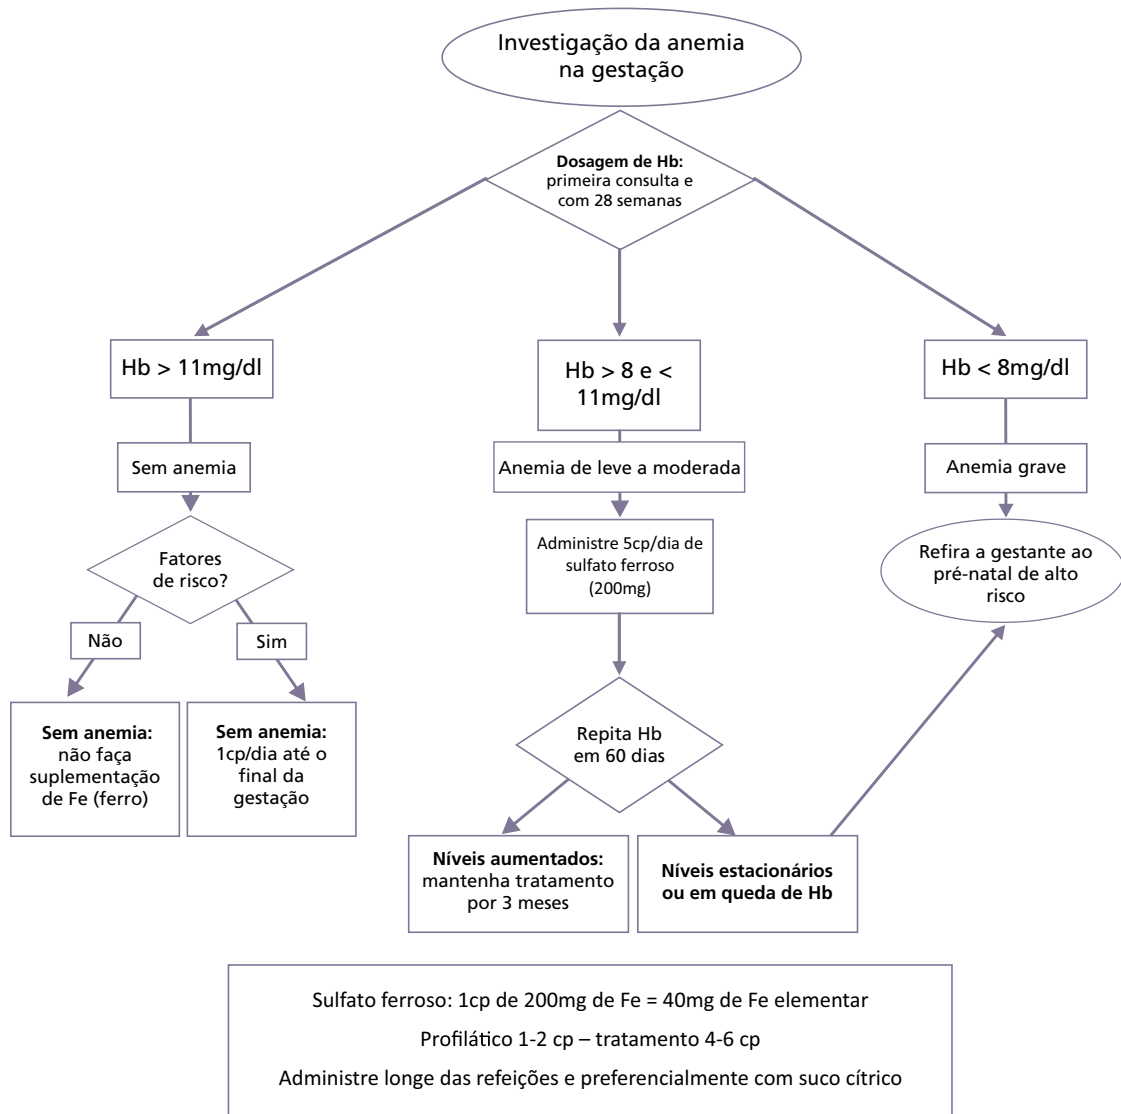 Investigação da anemia
na gestação
Dosagem de Hb:
primeira consulta e
com 28 semanas
Hb > 11mg/dl
Hb > 8 e <
11mg/dl
Hb < 8mg/dl
Sem anemia
Anemia de leve a moderada
Anemia grave
Fatores
de risco?
Administre 5cp/dia de
sulfato ferroso
(200mg)
Refira a gestante ao
pré-natal de alto
risco
Não
Sim
Sem anemia:
não faça
suplementação
de Fe (ferro)
Sem anemia:
1cp/dia até o
final da
gestação
Repita Hb
em 60 dias
Níveis aumentados:
mantenha tratamento
por 3 meses
Níveis estacionários
ou em queda de Hb
Sulfato ferroso: 1cp de 200mg de Fe = 40mg de Fe elementar
Profilático 1-2 cp – tratamento 4-6 cp
Administre longe das refeições e preferencialmente com suco cítrico